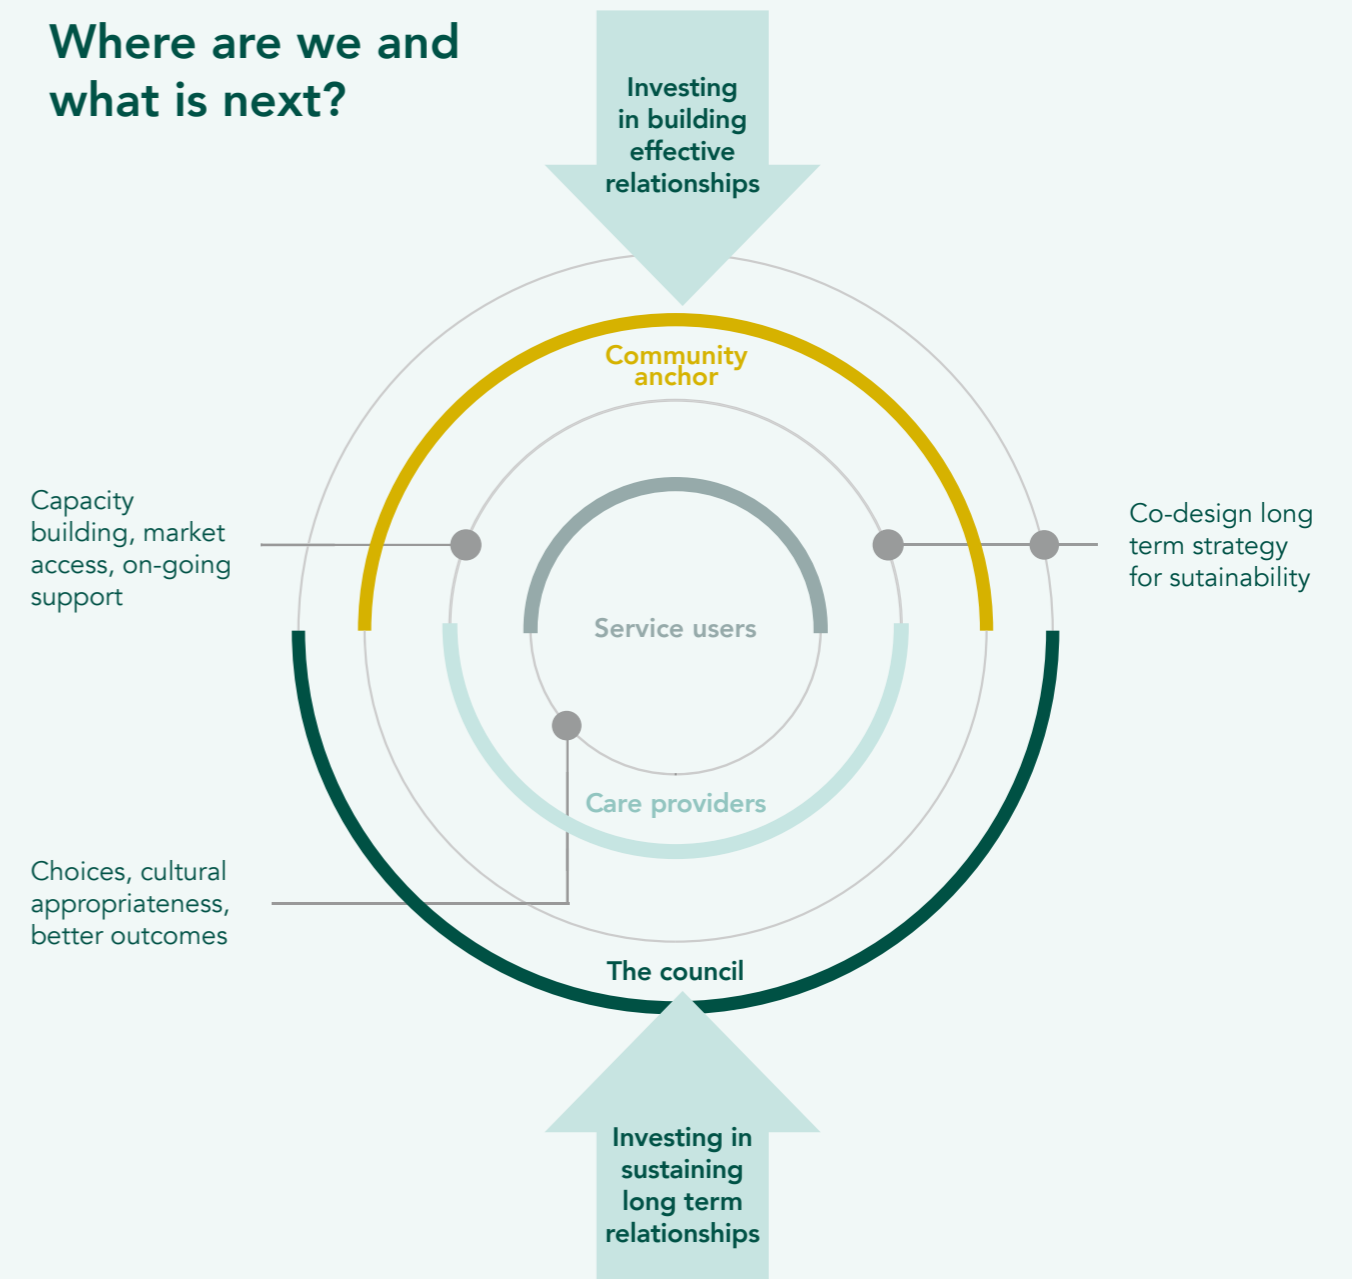 Where are we and
what is next?
Investing
in building
effective
relationships
Community
anchor
Capacity
building, market
access, on-going
support
Co-design long
term strategy
for sutainability
Service users
Care providers
Choices, cultural
appropriateness,
better outcomes
The council
Investing in
sustaining
long term
relationships